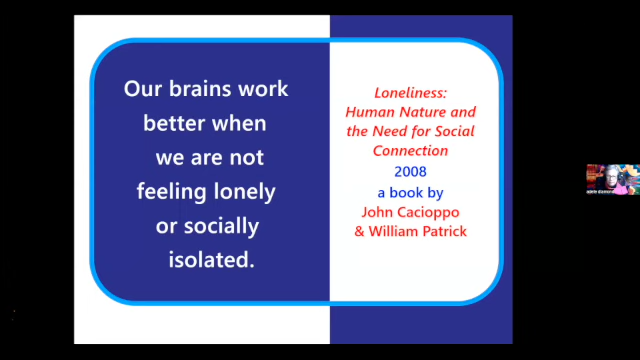 Our brains work
better when
we are not
feeling lonely
or socially
isolated.
Loneliness:
Human Nature and
the Need for Social
Connection
2008
a book by
John Cacioppo
& William Patrick